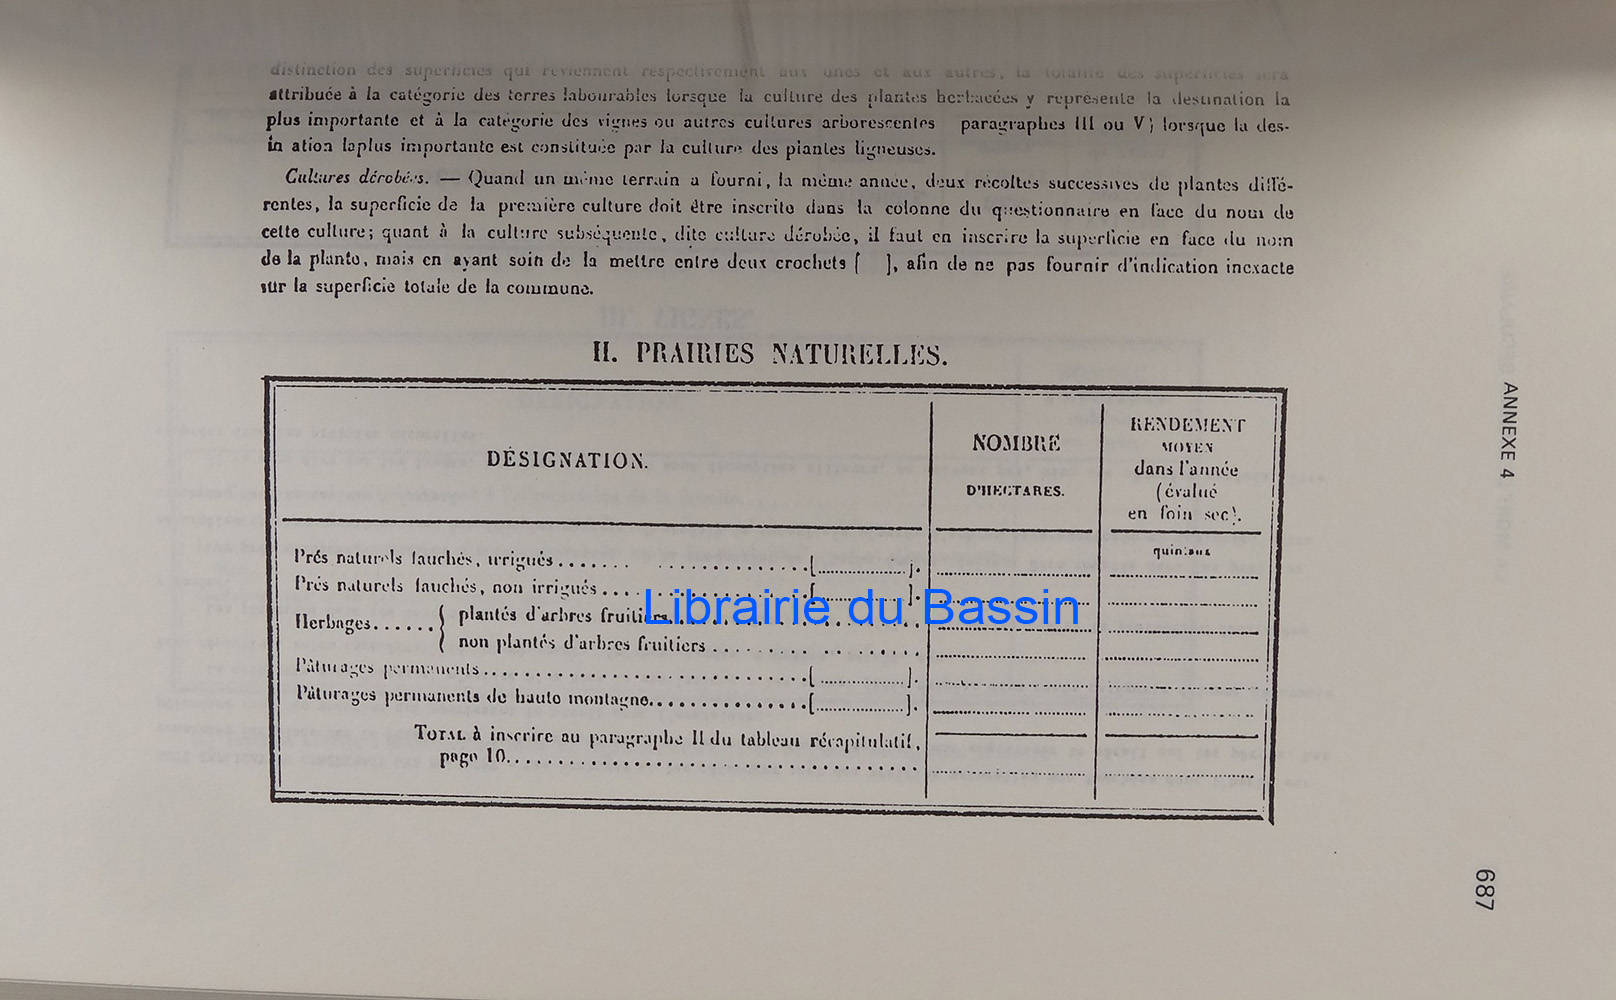 distinction des superficies qui reviennent respectivement aux unes et aux autres, la totalité des superficies sera
attribuée à la catégorie des terres labourables lorsque la culture des plantes herbacées y représente la destination la
plus importante et à la catégorie des vignes ou autres cultures arborescentes paragraphes III ou V) lorsque la des-
in ation laplus importante est constituée par la culture des plantes ligneuses.
Cultures dérobées. — Quand un même terrain a fourni, la même année, deux récoltes successives de plantes diffé-
rentes, la superficie de la première culture doit être inscrite dans la colonne du questionnaire en face du nom de
cette culture; quant à la culture subséquente, dite culture dérobée, il faut en inscrire la superficie en face du nom
de la plante, mais en ayant soin de la mettre entre deux crochets [ ], afin de ne pas fournir d'indication inexacte
sur la superficie totale de la commune.
II. PRAIRIES NATURELLES.
DÉSIGNATION.
NOMBRE
D'HECTARES.
RENDEMENT
MOYEN
dans l'année
(évalué
en foin sec).
quintaux
Prés naturels fauchés, irrigués.......  ..............[..................].
Prés naturels fauchés, non irrigués..................[..................].
Herbages...... { plantés d'arbres fruitiers..........................
non plantés d'arbres fruitiers ................
Pâturages permanents............................[..................].
Pâturages permanents de haute montagne..............[..................].
TOTAL à inscrire au paragraphe II du tableau récapitulatif,
page 10......................................
ANNEXE 4
687
Librairie du Bassin